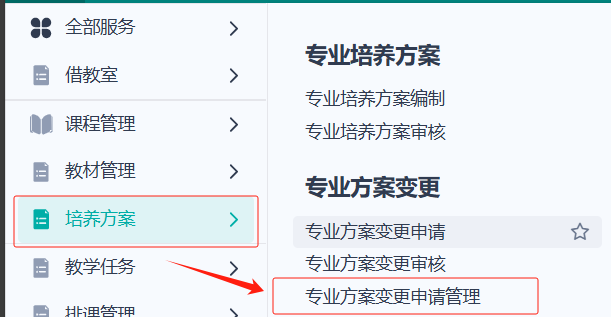 全部服务
借教室
课程管理
教材管理
培养方案
教学任务
排课管理
专业培养方案
专业培养方案编制
专业培养方案审核
专业方案变更
专业方案变更申请
专业方案变更审核
专业方案变更申请管理